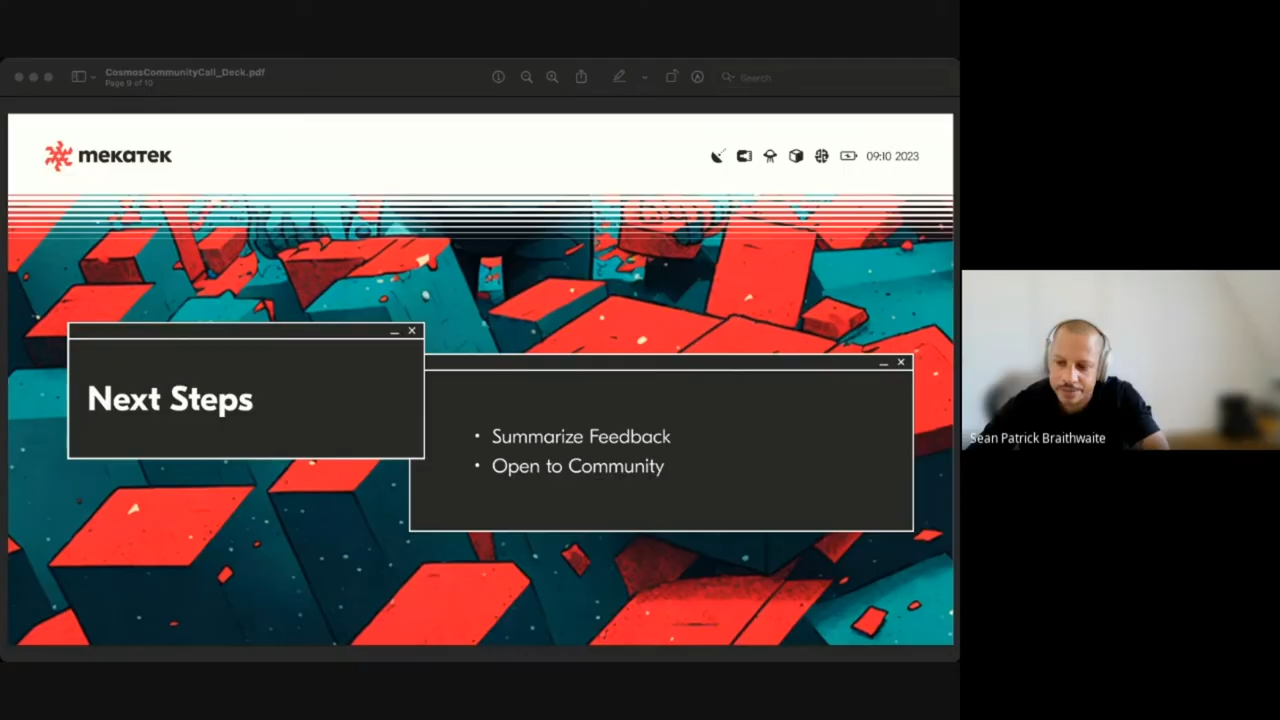 CosmosCommunityCall_Deck.pdf
Page 9 of 10
Search
mekatek
09:10 2023
Next Steps
• Summarize Feedback
• Open to Community
Sean Patrick Braithwaite